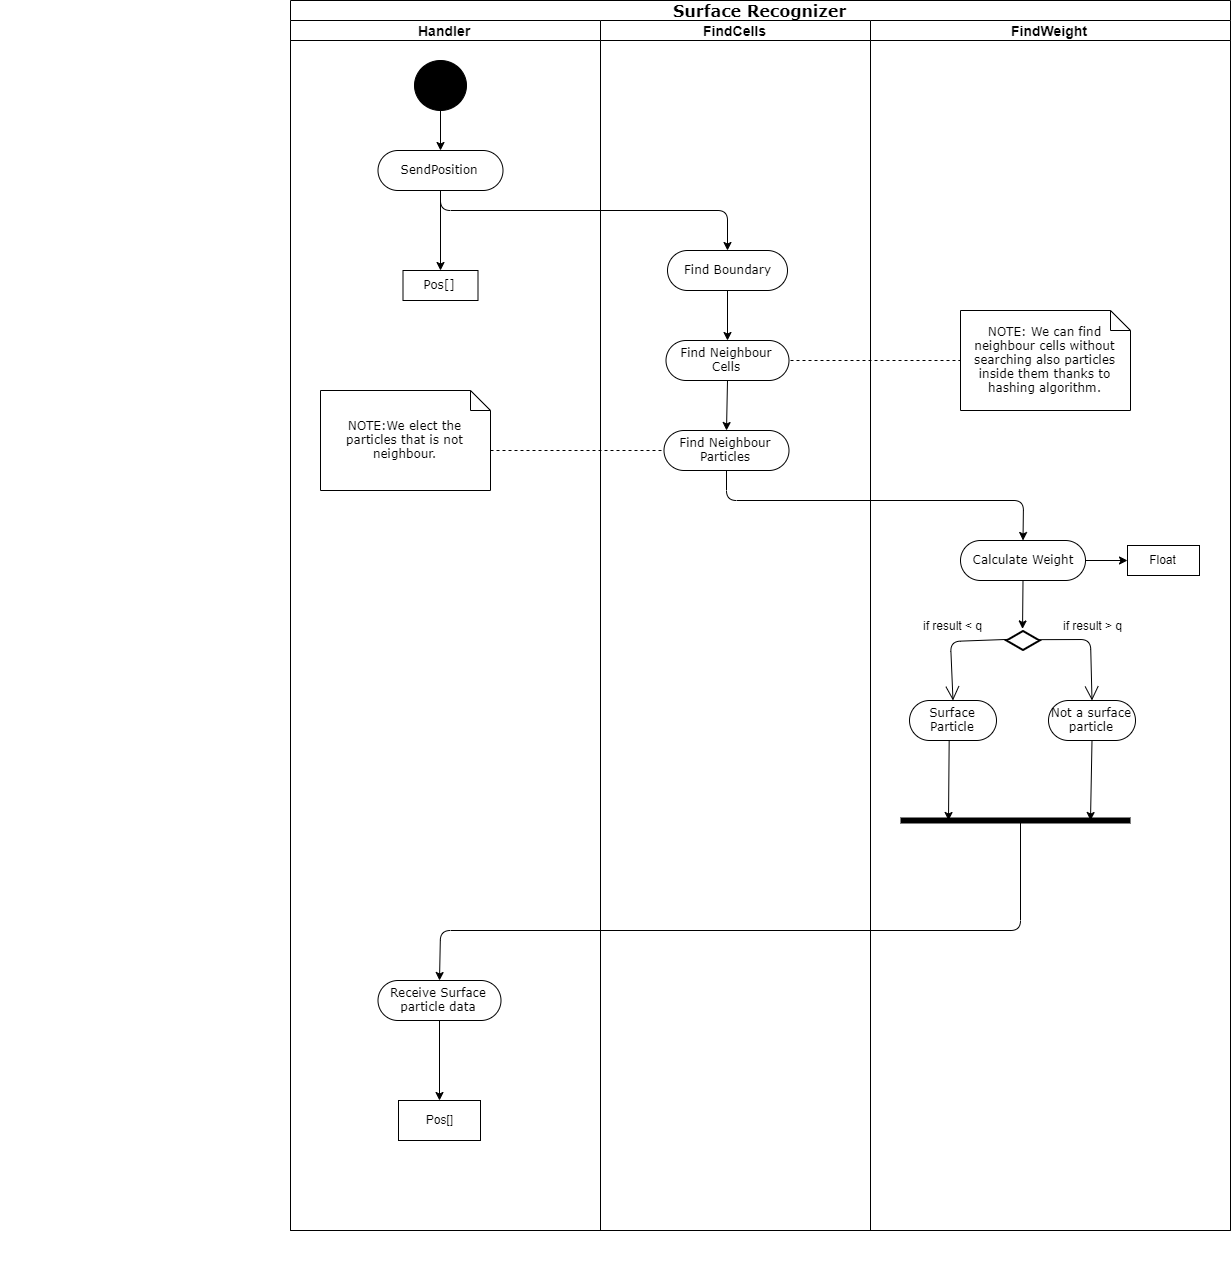 Surface Recognizer
Handler
FindCells
FindWeight
SendPosition
Pos[]
Find Boundary
Find Neighbour
Cells
NOTE: We can find
neighbour cells without
searching also particles
inside them thanks to
hashing algorithm.
NOTE:We elect the
particles that is not
neighbour.
Find Neighbour
Particles
Calculate Weight
Float
if result < q
if result > q
Surface
Particle
Not a surface
particle
Receive Surface
particle data
Pos[]